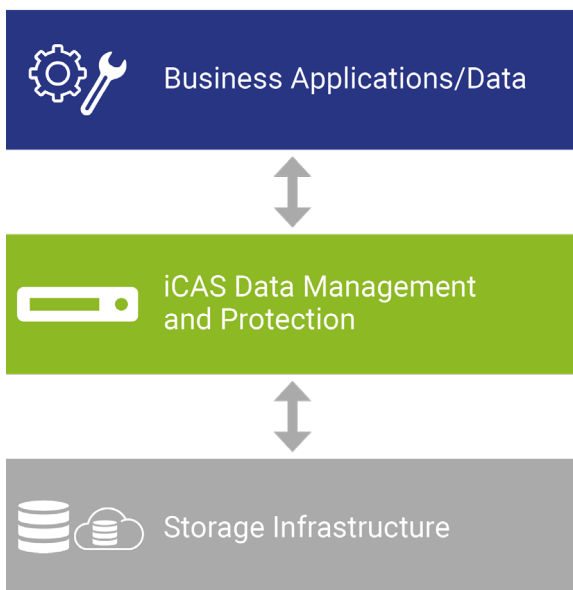 Business Applications/Data
iCAS Data Management
and Protection
Storage Infrastructure